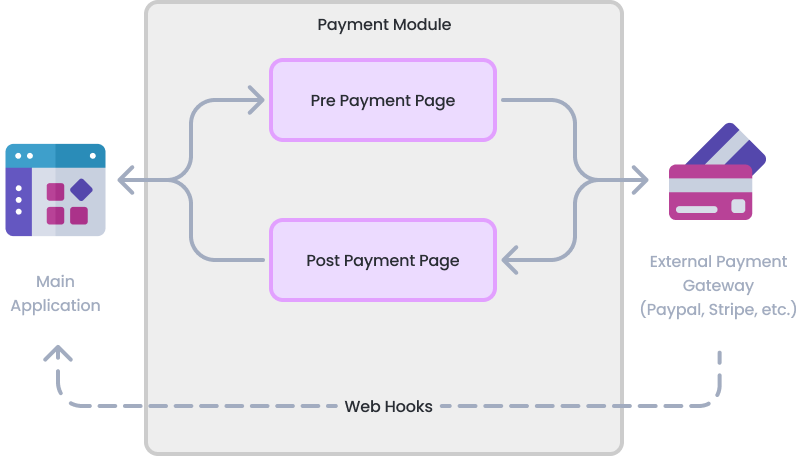 Payment Module
Pre Payment Page
Post Payment Page
Main
Application
External Payment
Gateway
(Paypal, Stripe, etc.)
Web Hooks